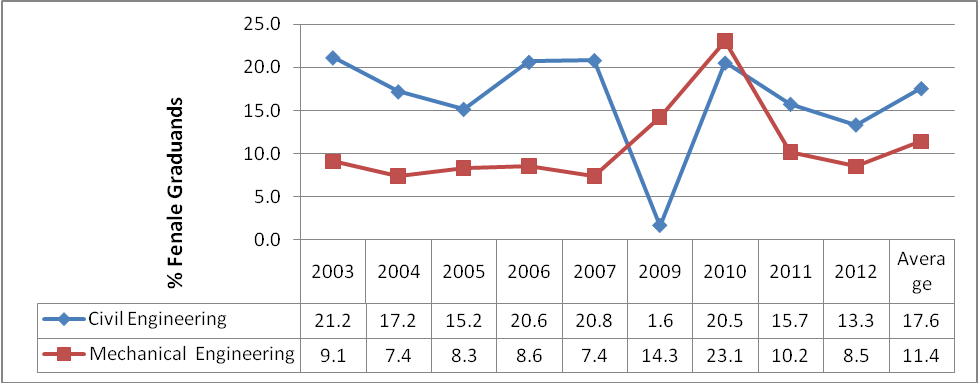 25.0
20.0
15.0
10.0
5.0
0.0
% Fenale Graduands
2003 2004 2005 2006 2007 2009 2010 2011 2012 Avera
ge
Civil Engineering 21.2 17.2 15.2 20.6 20.8 1.6 20.5 15.7 13.3 17.6
Mechanical Engineering 9.1 7.4 8.3 8.6 7.4 14.3 23.1 10.2 8.5 11.4